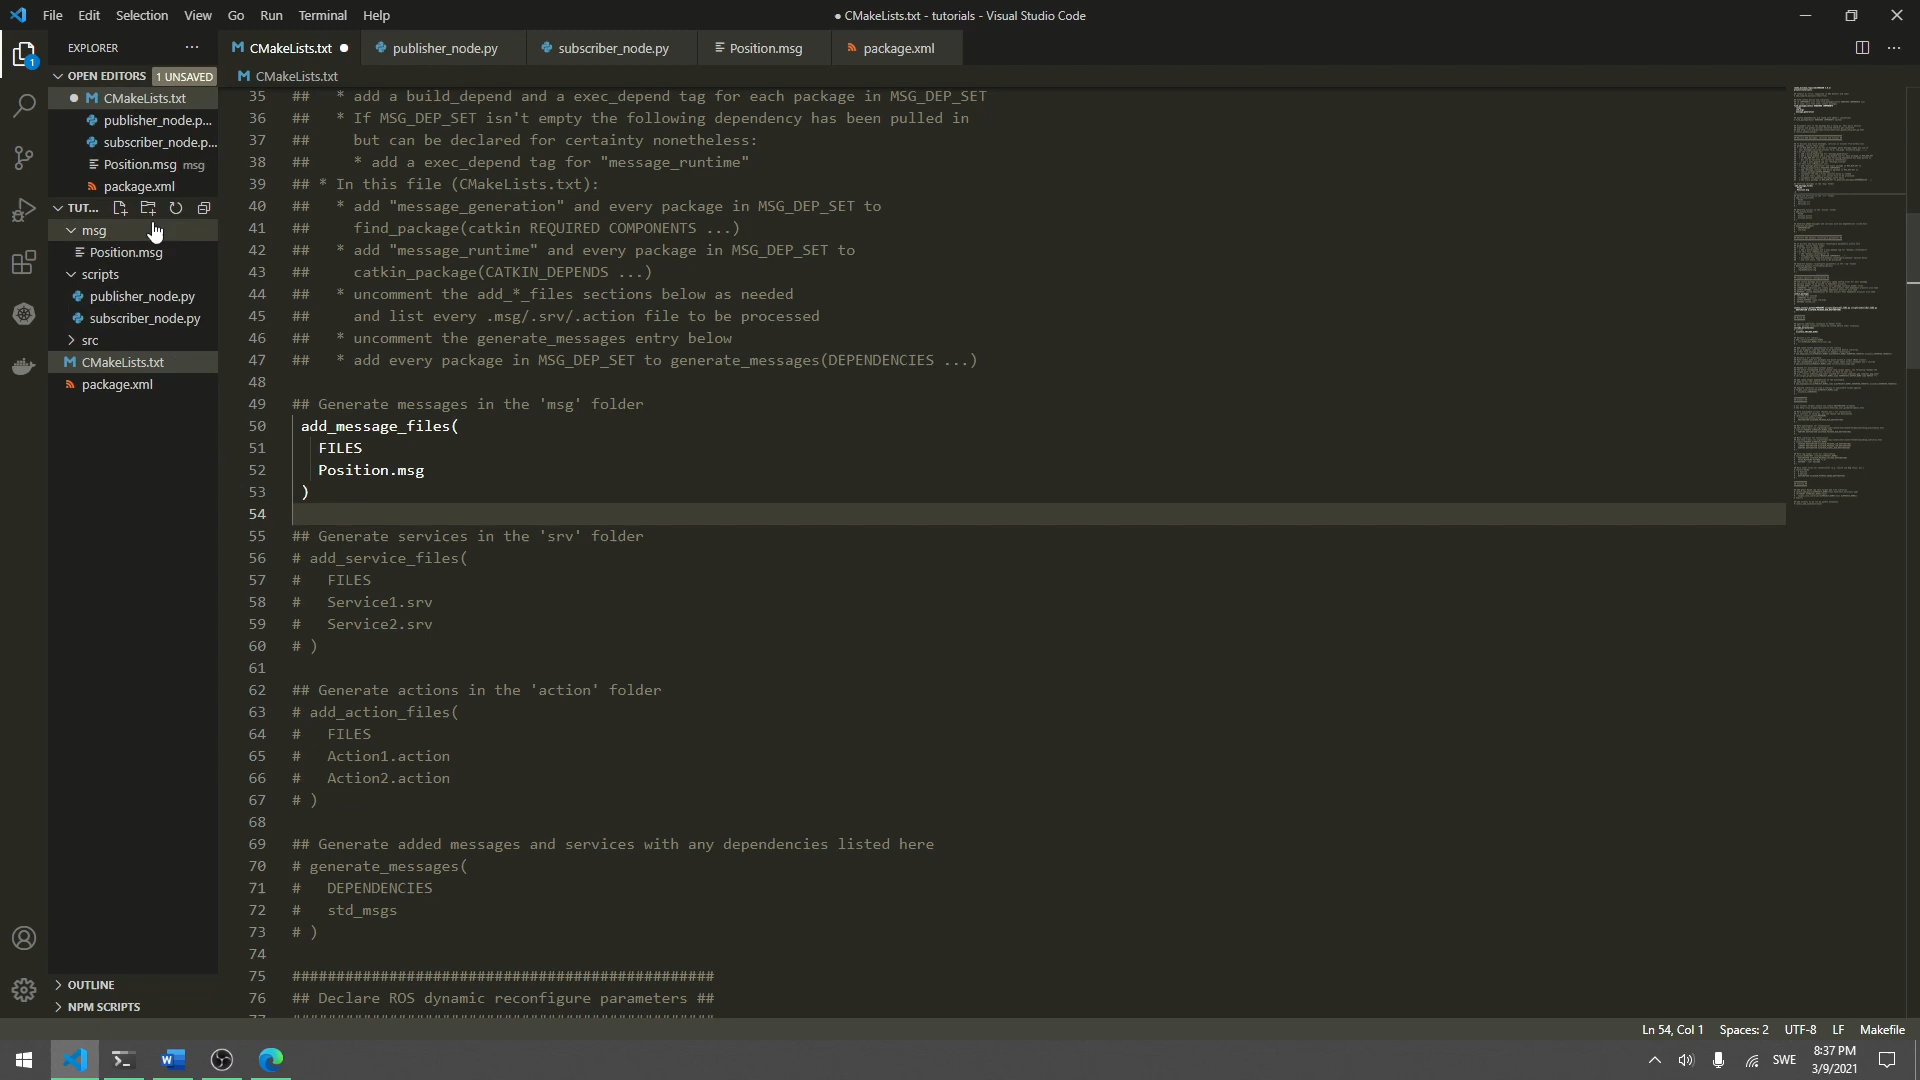 File Edit Selection View Go Run Terminal Help
● CMakeLists.txt - tutorials - Visual Studio Code
EXPLORER ...
CMakeLists.txt
publisher_node.py
subscriber_node.py
Position.msg
package.xml
OPEN EDITORS 1 UNSAVED
CMakeLists.txt
CMakeLists.txt
publisher_node.p...
subscriber_node.p...
Position.msg msg
package.xml
TUT...
msg
Position.msg
scripts
publisher_node.py
subscriber_node.py
src
CMakeLists.txt
package.xml
OUTLINE
NPM SCRIPTS
1
35 ## * add a build_depend and a exec_depend tag for each package in MSG_DEP_SET
36 ## * If MSG_DEP_SET isn't empty the following dependency has been pulled in
37 ## but can be declared for certainty nonetheless:
38 ## * add a exec_depend tag for "message_runtime"
39 ## * In this file (CMakeLists.txt):
40 ## * add "message_generation" and every package in MSG_DEP_SET to
41 ## find_package(catkin REQUIRED COMPONENTS ...)
42 ## * add "message_runtime" and every package in MSG_DEP_SET to
43 ## catkin_package(CATKIN_DEPENDS ...)
44 ## * uncomment the add_*_files sections below as needed
45 ## and list every .msg/.srv/.action file to be processed
46 ## * uncomment the generate_messages entry below
47 ## * add every package in MSG_DEP_SET to generate_messages(DEPENDENCIES ...)
48
49 ## Generate messages in the 'msg' folder
50 add_message_files(
51 FILES
52 Position.msg
53 )
54
55 ## Generate services in the 'srv' folder
56 # add_service_files(
57 # FILES
58 # Service1.srv
59 # Service2.srv
60 # )
61
62 ## Generate actions in the 'action' folder
63 # add_action_files(
64 # FILES
65 # Action1.action
66 # Action2.action
67 # )
68
69 ## Generate added messages and services with any dependencies listed here
70 # generate_messages(
71 # DEPENDENCIES
72 # std_msgs
73 # )
74
75 ################################################
76 ## Declare ROS dynamic reconfigure parameters ##
Ln 54, Col 1 Spaces: 2 UTF-8 LF Makefile
SWE
8:37 PM
3/9/2021